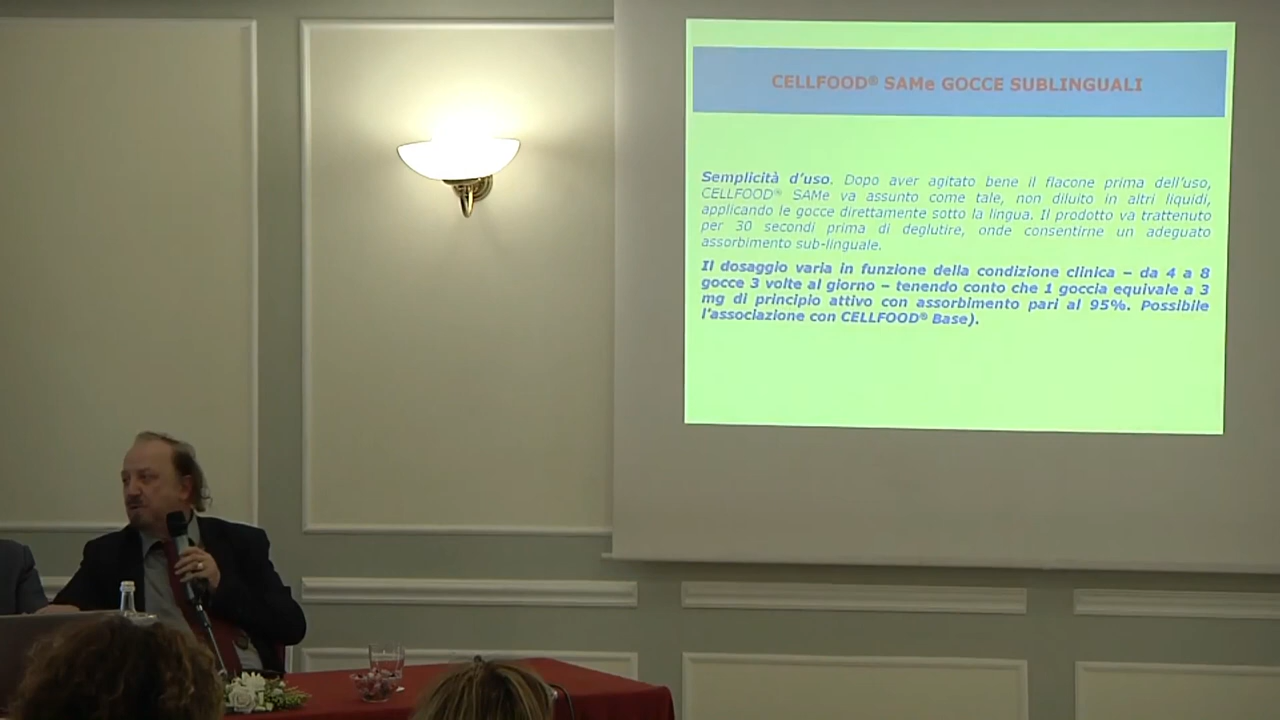 CELLFOOD® SAMe GOCCE SUBLINGUALI
Semplicità d’uso. Dopo aver agitato bene il flacone prima dell’uso,
CELLFOOD® SAMe va assunto come tale, non diluito in altri liquidi,
applicando le gocce direttamente sotto la lingua. Il prodotto va trattenuto
per 30 secondi prima di deglutire, onde consentirne un adeguato
assorbimento sub-linguale.
Il dosaggio varia in funzione della condizione clinica – da 4 a 8
gocce 3 volte al giorno – tenendo conto che 1 goccia equivale a 3
mg di principio attivo con assorbimento pari al 95%. Possibile
l’associazione con CELLFOOD® Base).